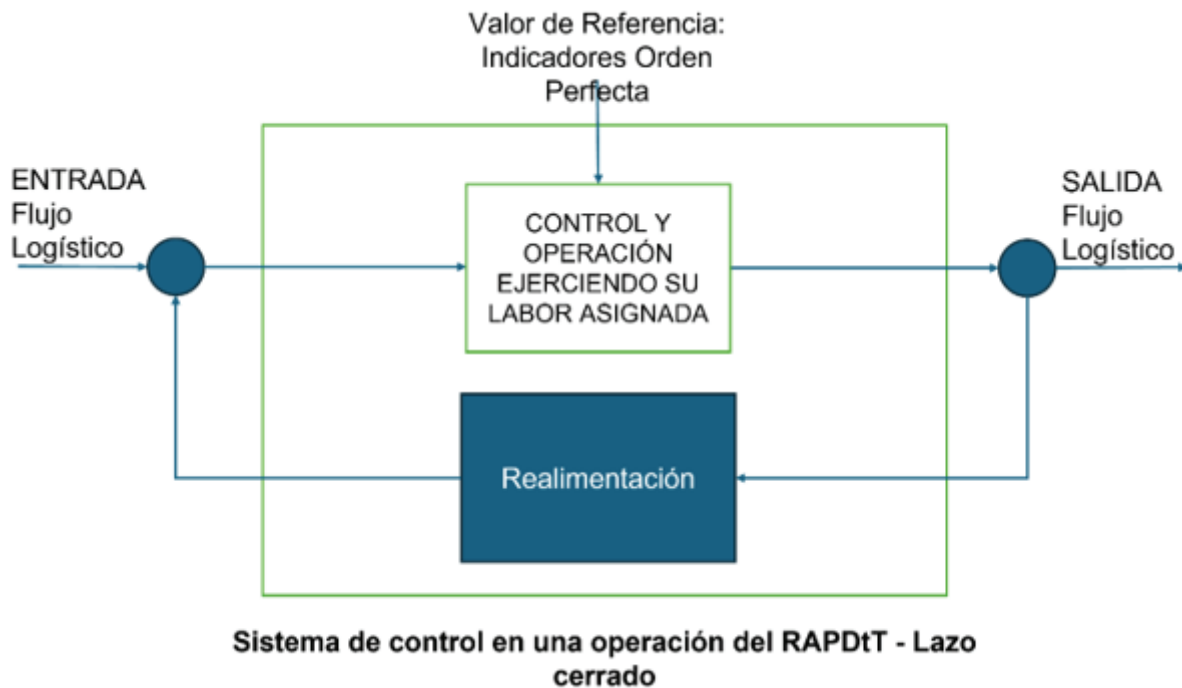 Valor de Referencia:
Indicadores Orden
Perfecta
ENTRADA
Flujo
Logístico
SALIDA
Flujo
Logístico
CONTROL Y
OPERACIÓN
EJERCIENDO SU
LABOR ASIGNADA
Realimentación
Sistema de control en una operación del RAPDtT - Lazo
cerrado